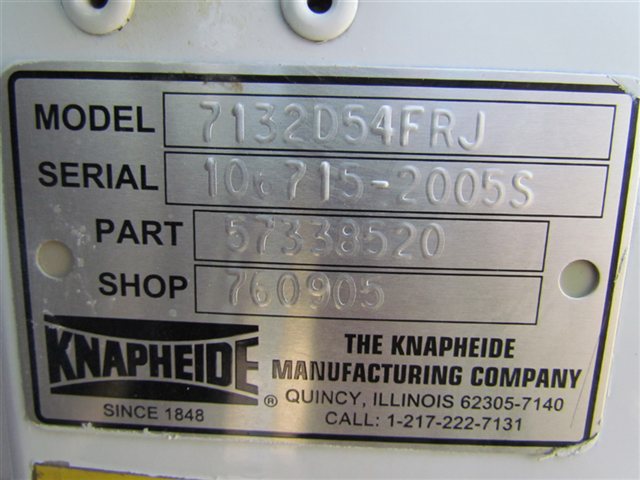 MODEL 7132D54FRJ
SERIAL 106715-2005S
PART 57338520
SHOP 760905
KNAPHEIDE ®
SINCE 1848
THE KNAPHEIDE
MANUFACTURING COMPANY
QUINCY, ILLINOIS 62305-7140
CALL: 1-217-222-7131